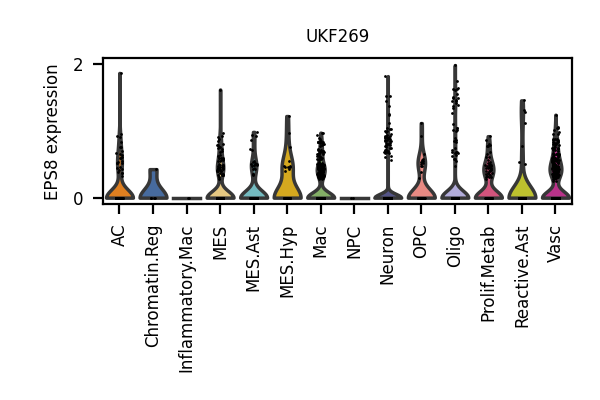 UKF269
EPS8 expression
2
0
AC
Chromatin.Reg
Inflammatory.Mac
MES
MES.Ast
MES.Hyp
Mac
NPC
Neuron
OPC
Oligo
Prolif.Metab
Reactive.Ast
Vasc